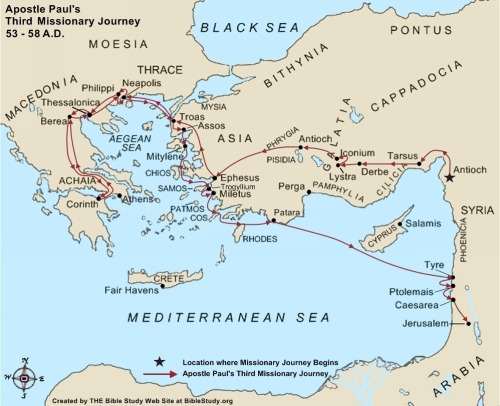 Apostle Paul's
Third Missionary Journey
53 - 58 A.D.
BLACK SEA
MOESIA
PONTUS
THRACE
BITHYNIA
MACEDONIA
Philippi
Neapolis
CAPPADOCIA
Thessalonica
MYSIA
Berea
Troas
Assos
AEGEAN
SEA
ASIA
GALATIA
PHRYGIA
Antioch
Mitylene
PISIDIA
Iconium
Tarsus
CHIOS
Lystra
Derbe
CILICIA
Antioch
ACHAIA
Ephesus
SAMOS
Trogyllium
Athens
Miletus
Perga
PAMPHYLIA
Corinth
PATMOS
COS
Patara
SYRIA
Salamis
RHODES
CYPRUS
PHOENICIA
Tyre
CRETE
Fair Havens
Ptolemais
Caesarea
MEDITERRANEAN SEA
Jerusalem
ARABIA
N
Location where Missionary Journey Begins
Apostle Paul's Third Missionary Journey
Created by THE Bible Study Web Site at BibleStudy.org